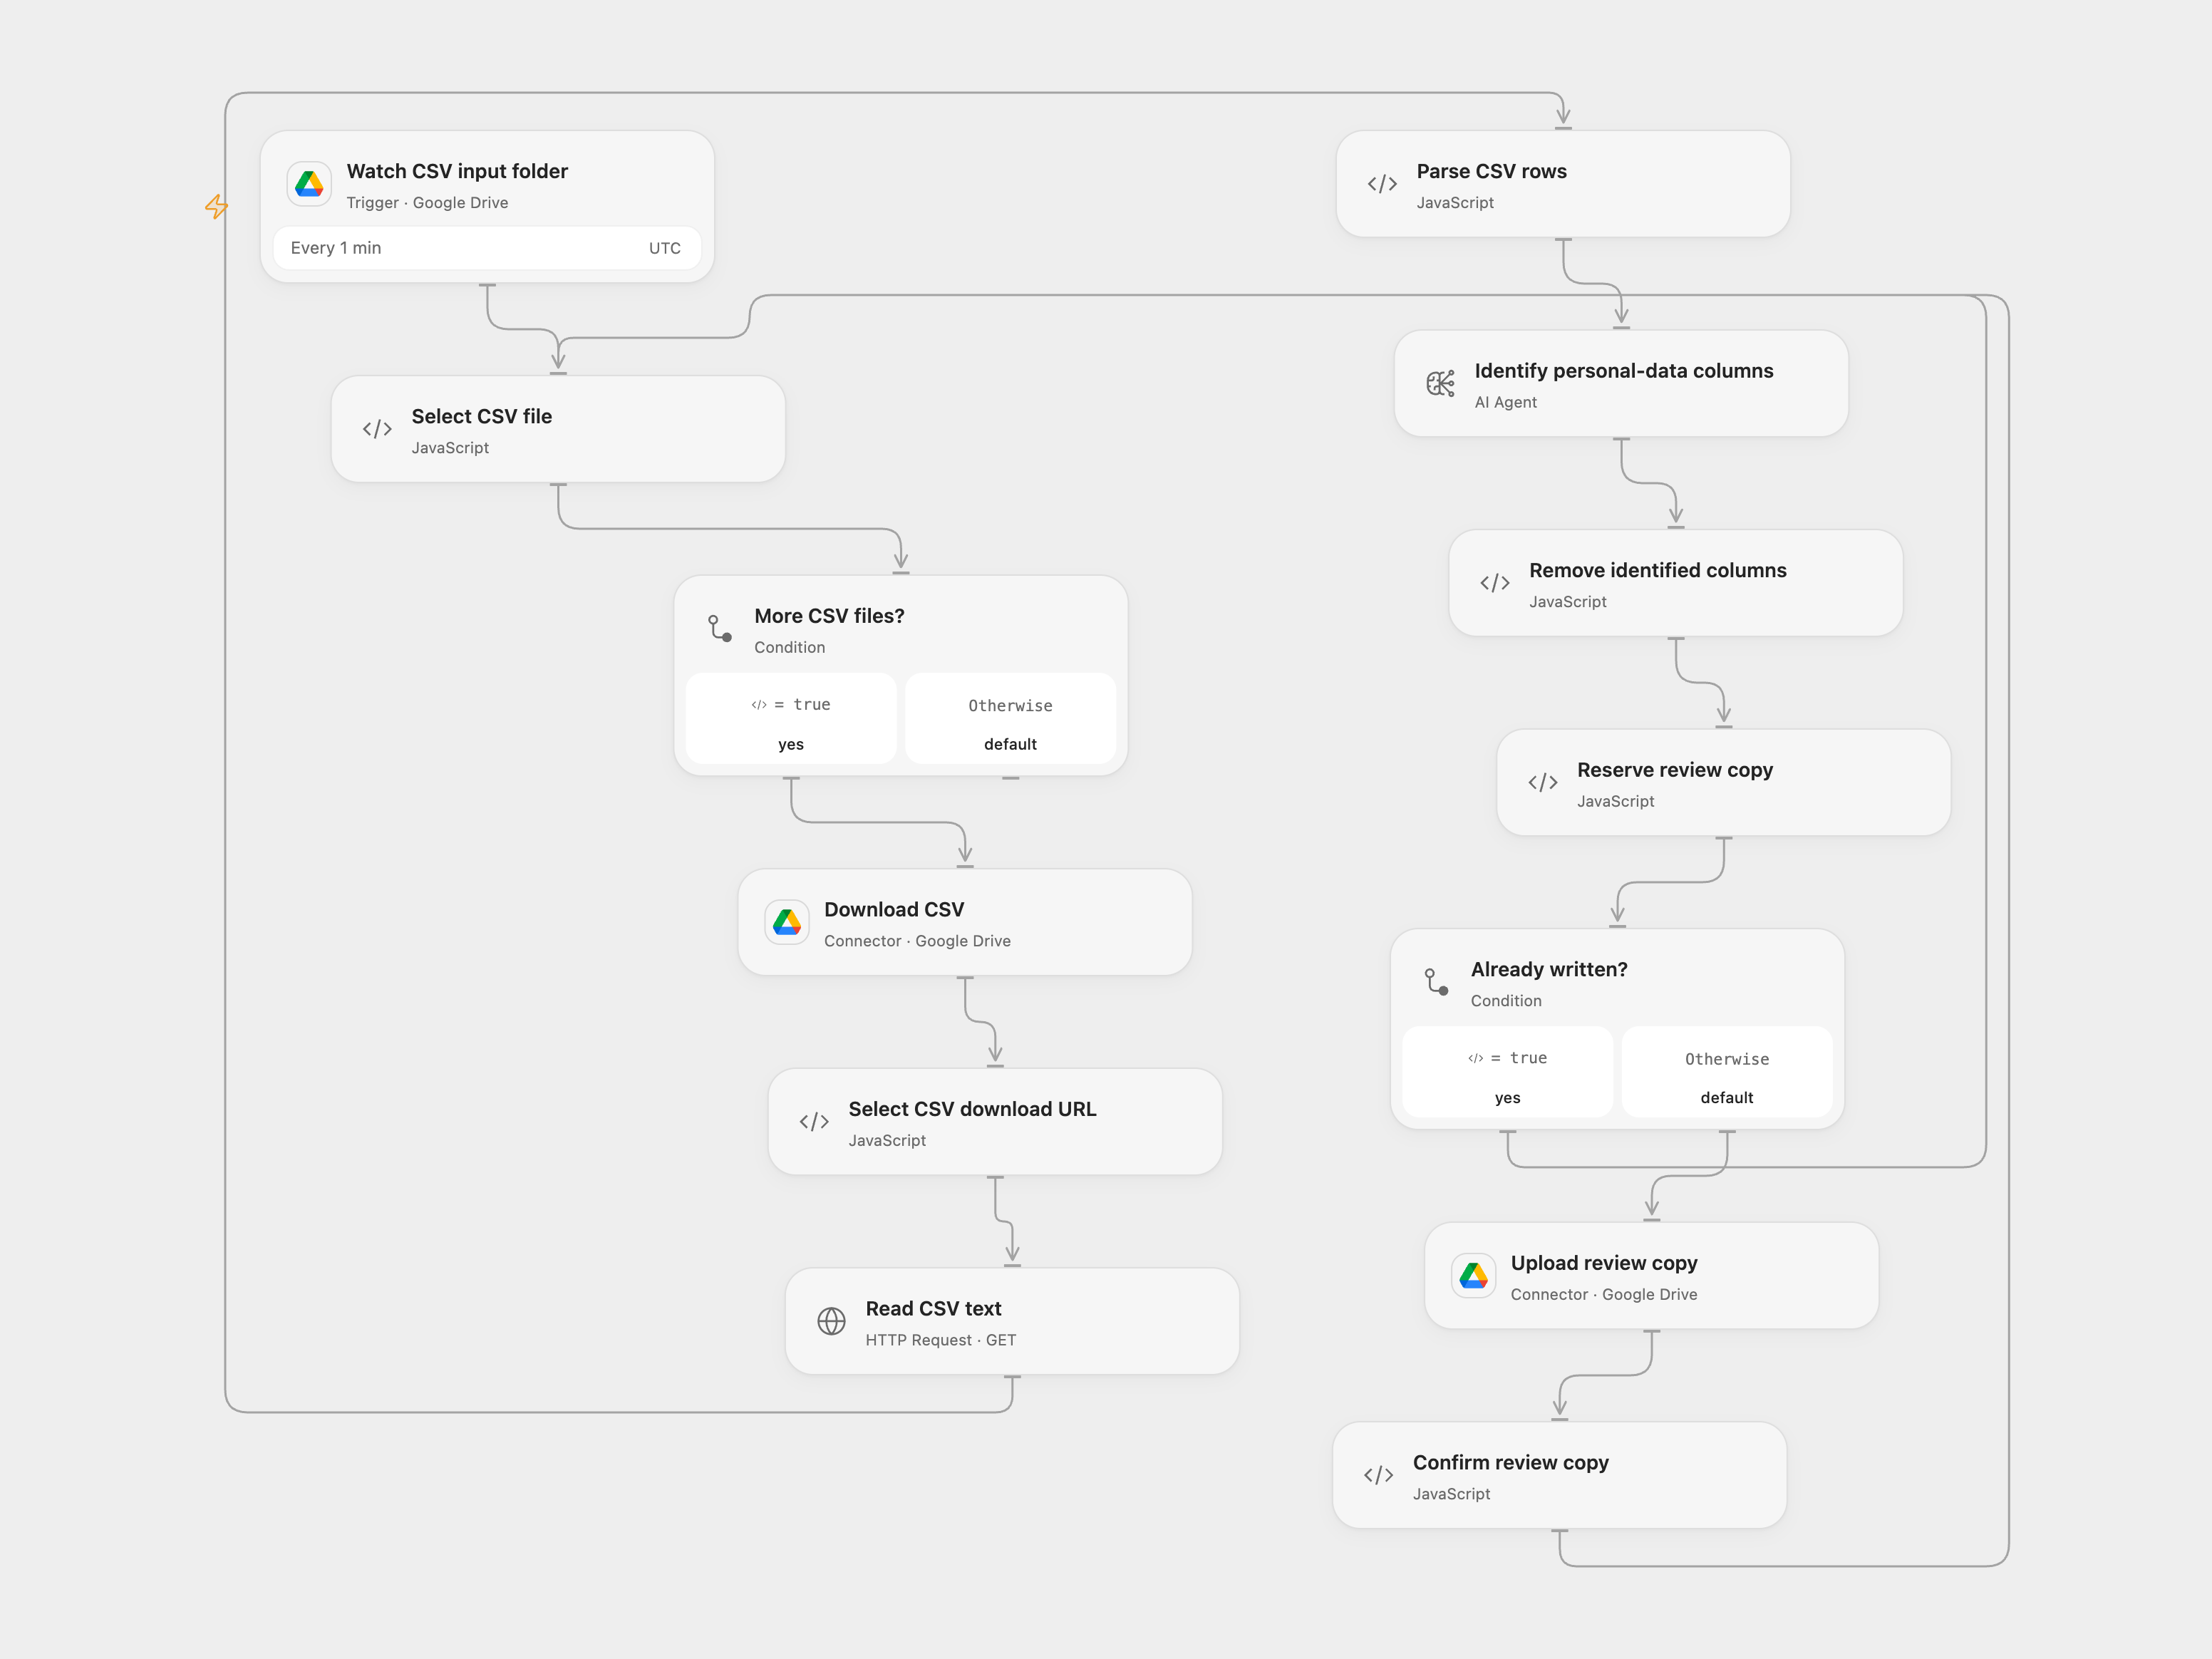 Watch CSV input folder
Trigger · Google Drive
Every 1 min
UTC
Select CSV file
JavaScript
More CSV files?
Condition
</> = true
yes
Otherwise
default
Download CSV
Connector · Google Drive
Select CSV download URL
JavaScript
Read CSV text
HTTP Request · GET
Parse CSV rows
JavaScript
Identify personal-data columns
AI Agent
Remove identified columns
JavaScript
Reserve review copy
JavaScript
Already written?
Condition
</> = true
yes
Otherwise
default
Upload review copy
Connector · Google Drive
Confirm review copy
JavaScript